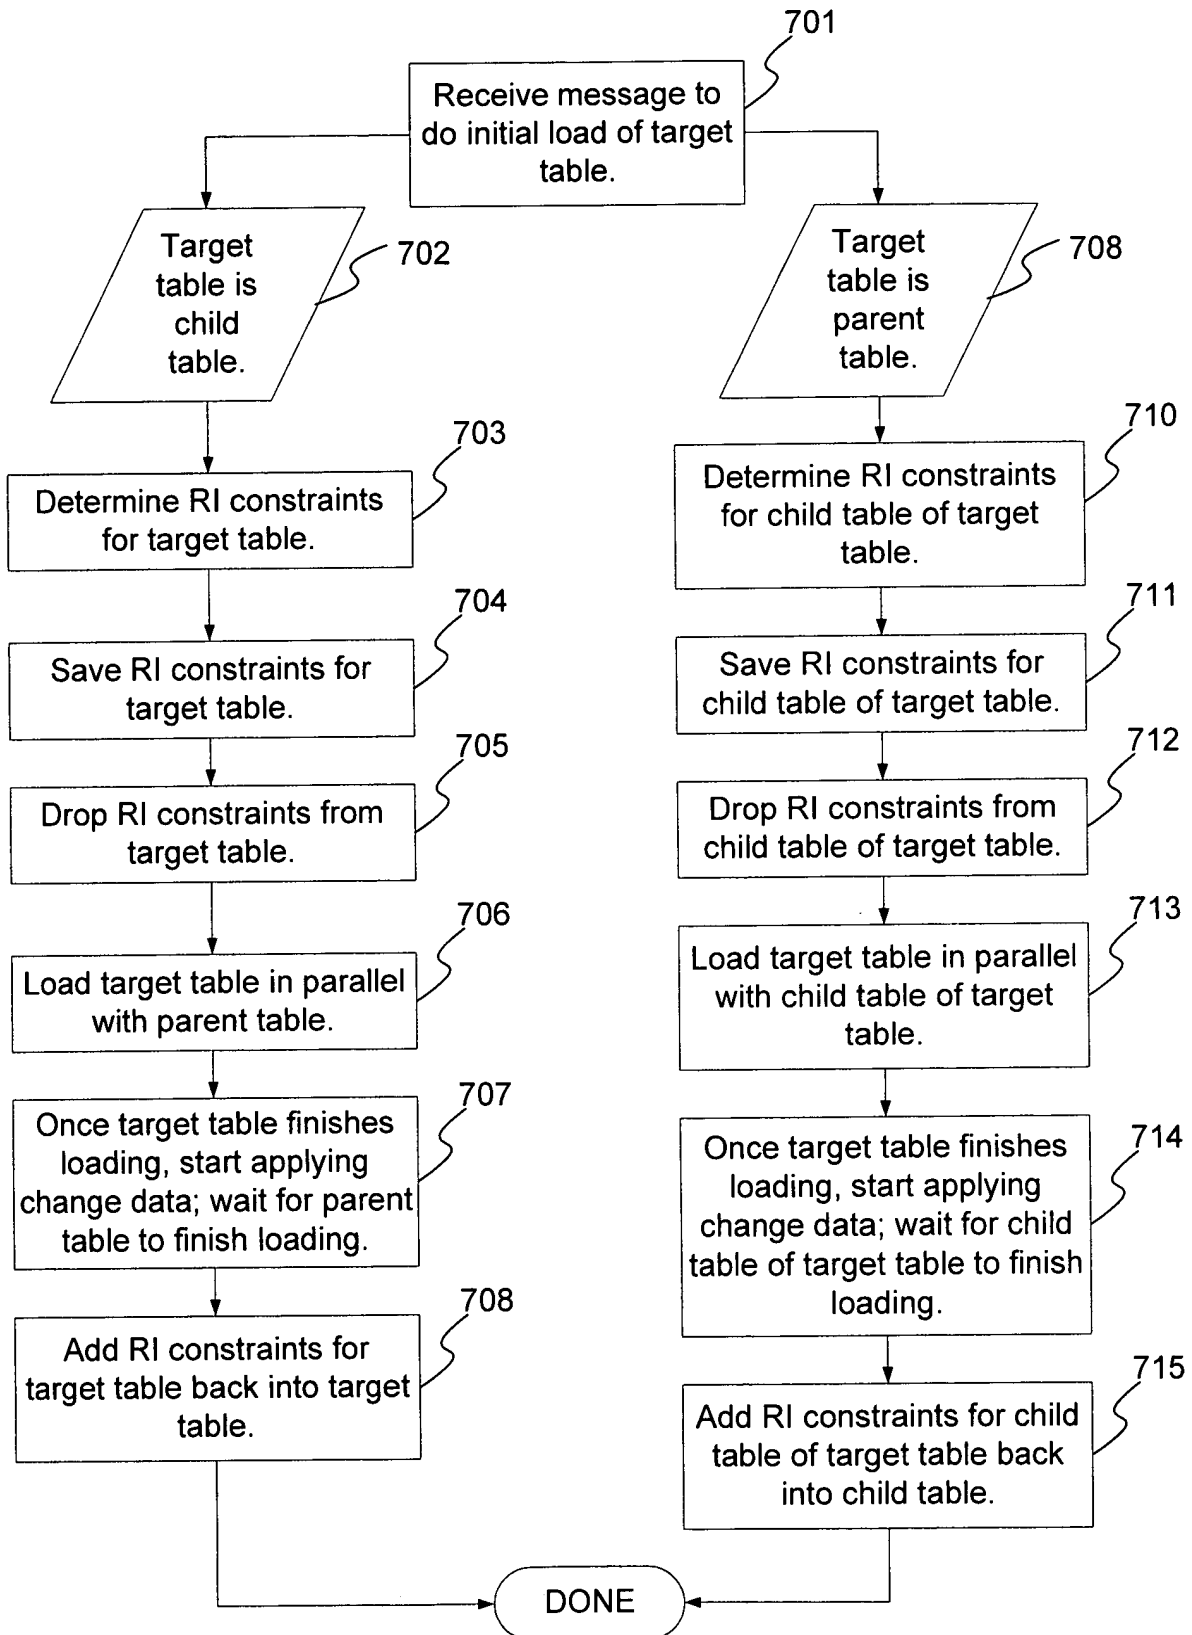 701
Receive message to
do initial load of target
table.
Target
table is
child
table.
702
703
Determine RI constraints
for target table.
704
Save RI constraints for
target table.
705
Drop RI constraints from
target table.
706
Load target table in parallel
with parent table.
707
Once target table finishes
loading, start applying
change data; wait for parent
table to finish loading.
708
Add RI constraints for
target table back into target
table.
Target
table is
parent
table.
708
710
Determine RI constraints
for child table of target
table.
711
Save RI constraints for
child table of target table.
712
Drop RI constraints from
child table of target table.
713
Load target table in parallel
with child table of target
table.
714
Once target table finishes
loading, start applying
change data; wait for child
table of target table to finish
loading.
715
Add RI constraints for child
table of target table back
into child table.
DONE